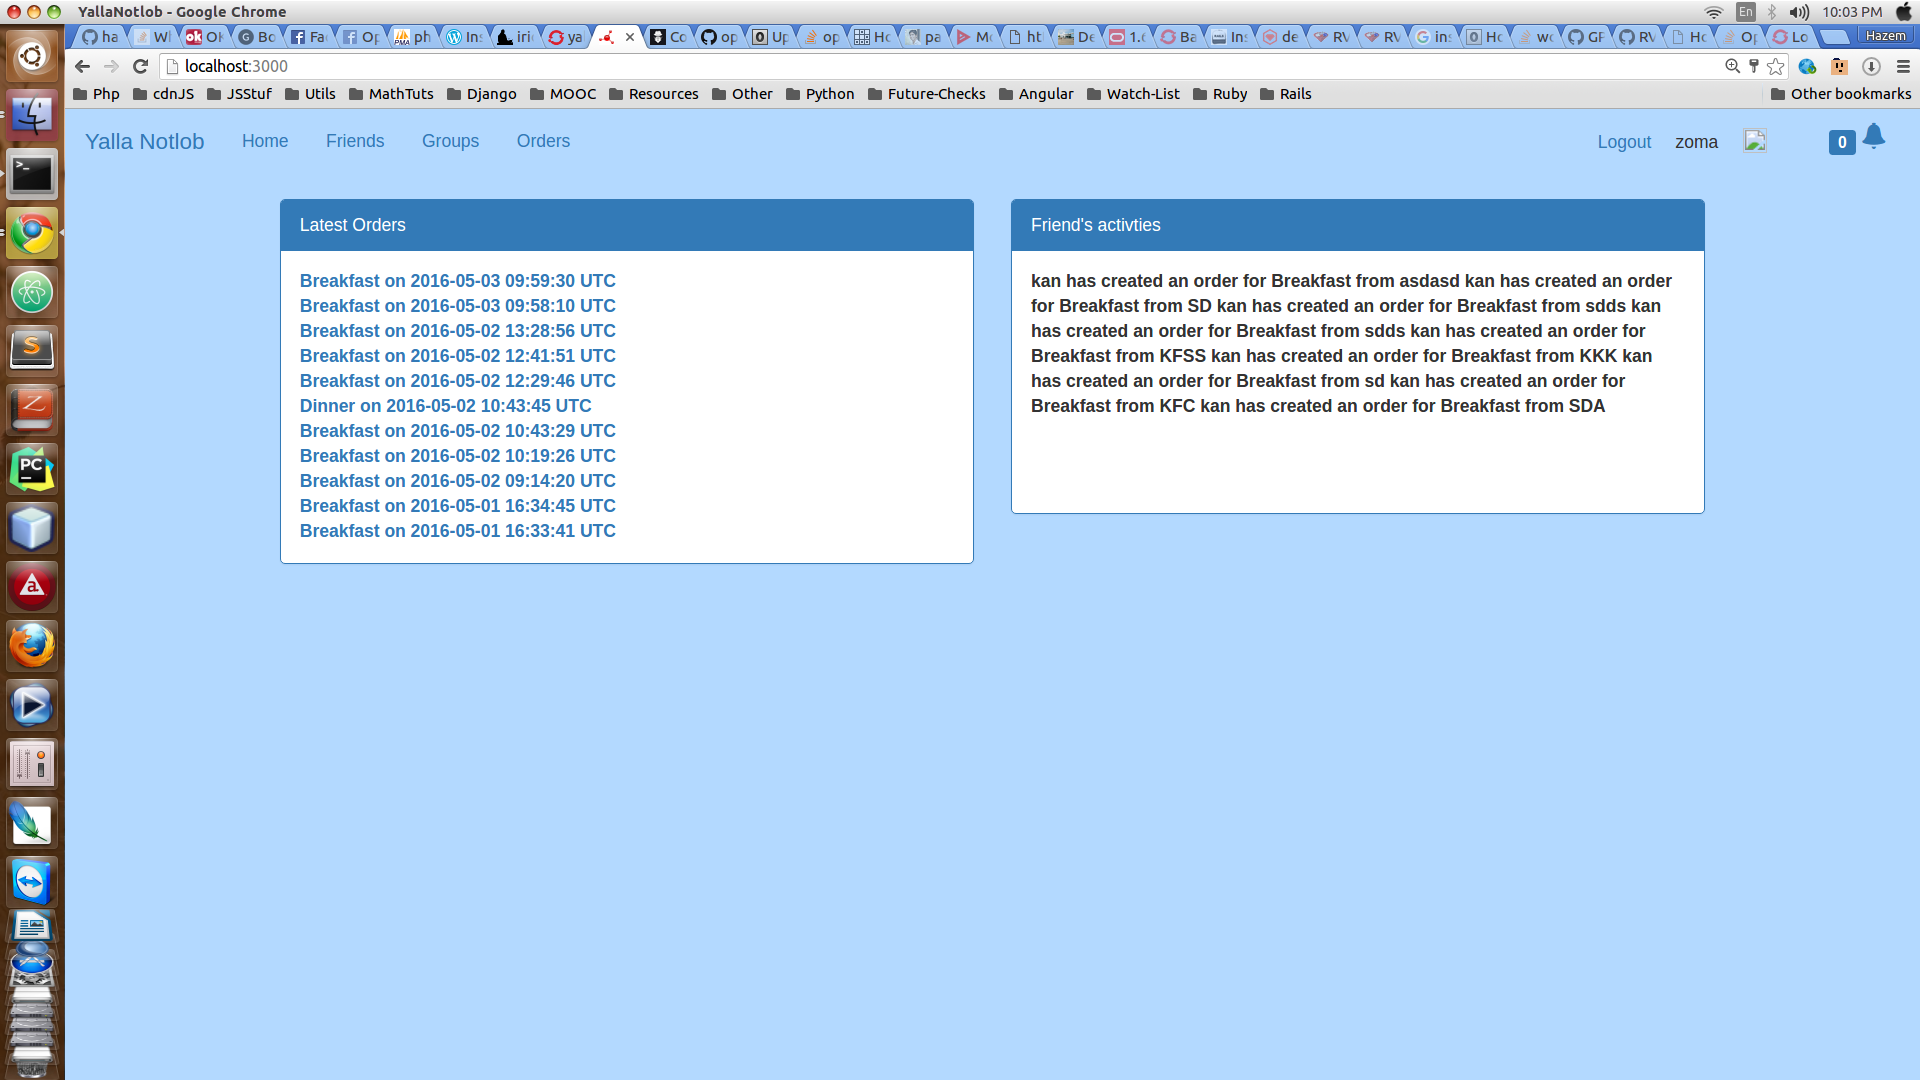 YallaNotlob - Google Chrome
En
10:03 PM
ha
Wh
OK
Bo
Fac
Op
ph
Ins
irie
ya
Co
op
Up
op
Ho
pa
Mo
htt
De
1.6
Ba
Ins
de
RV
RV
ins
Ho
wo
GF
RV
Ho
Op
Lo
Hazem
localhost:3000
Php
cdnJS
JSStuf
Utils
MathTuts
Django
MOOC
Resources
Other
Python
Future-Checks
Angular
Watch-List
Ruby
Rails
Other bookmarks
Yalla Notlob
Home
Friends
Groups
Orders
Logout
zoma
0
Latest Orders
Breakfast on 2016-05-03 09:59:30 UTC
Breakfast on 2016-05-03 09:58:10 UTC
Breakfast on 2016-05-02 13:28:56 UTC
Breakfast on 2016-05-02 12:41:51 UTC
Breakfast on 2016-05-02 12:29:46 UTC
Dinner on 2016-05-02 10:43:45 UTC
Breakfast on 2016-05-02 10:43:29 UTC
Breakfast on 2016-05-02 10:19:26 UTC
Breakfast on 2016-05-02 09:14:20 UTC
Breakfast on 2016-05-01 16:34:45 UTC
Breakfast on 2016-05-01 16:33:41 UTC
Friend's activties
kan has created an order for Breakfast from asdasd kan has created an order
for Breakfast from SD kan has created an order for Breakfast from sdds kan
has created an order for Breakfast from sdds kan has created an order for
Breakfast from KFSS kan has created an order for Breakfast from KKK kan
has created an order for Breakfast from sd kan has created an order for
Breakfast from KFC kan has created an order for Breakfast from SDA